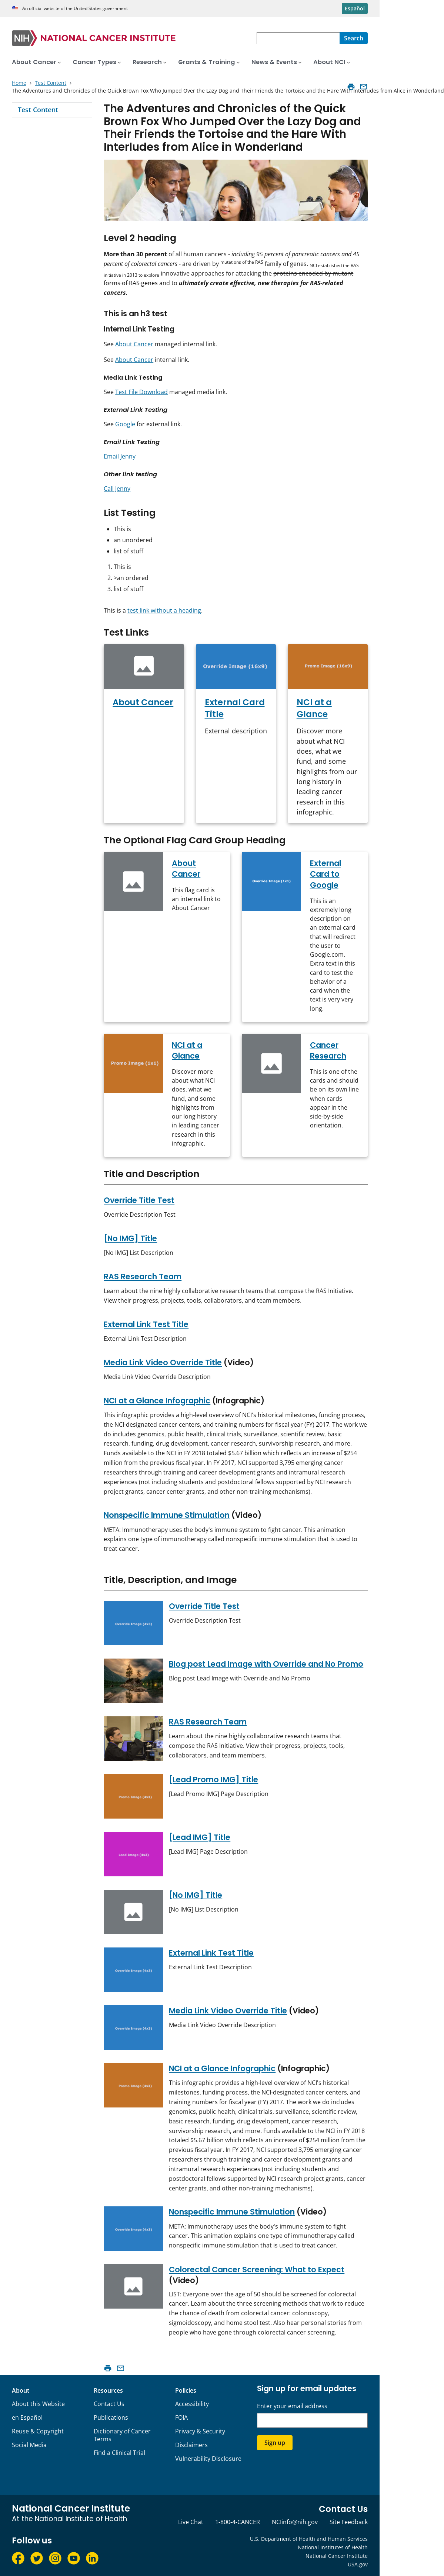 An official website of the United States government
Español
NIH NATIONAL CANCER INSTITUTE
Search
About Cancer
Cancer Types
Research
Grants & Training
News & Events
About NCI
Home
Test Content
The Adventures and Chronicles of the Quick Brown Fox Who Jumped Over the Lazy Dog and Their Friends the Tortoise and the Hare With Interludes from Alice in Wonderland
Test Content
The Adventures and Chronicles of the Quick
Brown Fox Who Jumped Over the Lazy Dog and
Their Friends the Tortoise and the Hare With
Interludes from Alice in Wonderland
Level 2 heading
More than 30 percent of all human cancers - including 95 percent of pancreatic cancers and 45
percent of colorectal cancers - are driven by mutations of the RAS family of genes. NCI established the RAS
initiative in 2013 to explore innovative approaches for attacking the proteins encoded by mutant
forms of RAS genes and to ultimately create effective, new therapies for RAS-related
cancers.
This is an h3 test
Internal Link Testing
See About Cancer managed internal link.
See About Cancer internal link.
Media Link Testing
See Test File Download managed media link.
External Link Testing
See Google for external link.
Email Link Testing
Email Jenny
Other link testing
Call Jenny
List Testing
• This is
• an unordered
• list of stuff
1. This is
2. >an ordered
3. list of stuff
This is a test link without a heading.
Test Links
Override Image (16x9)
Promo Image (16x9)
About Cancer
External Card
Title
External description
NCI at a
Glance
Discover more
about what NCI
does, what we
fund, and some
highlights from our
long history in
leading cancer
research in this
infographic.
The Optional Flag Card Group Heading
About
Cancer
This flag card is
an internal link to
About Cancer
Override Image (1x1)
External
Card to
Google
This is an
extremely long
description on
an external card
that will redirect
the user to
Google.com.
Extra text in this
card to test the
behavior of a
card when the
text is very very
long.
Promo Image (1x1)
NCI at a
Glance
Discover more
about what NCI
does, what we
fund, and some
highlights from
our long history
in leading cancer
research in this
infographic.
Cancer
Research
This is one of the
cards and should
be on its own line
when cards
appear in the
side-by-side
orientation.
Title and Description
Override Title Test
Override Description Test
[No IMG] Title
[No IMG] List Description
RAS Research Team
Learn about the nine highly collaborative research teams that compose the RAS Initiative.
View their progress, projects, tools, collaborators, and team members.
External Link Test Title
External Link Test Description
Media Link Video Override Title (Video)
Media Link Video Override Description
NCI at a Glance Infographic (Infographic)
This infographic provides a high-level overview of NCI's historical milestones, funding process,
the NCI-designated cancer centers, and training numbers for fiscal year (FY) 2017. The work we
do includes genomics, public health, clinical trials, surveillance, scientific review, basic
research, funding, drug development, cancer research, survivorship research, and more.
Funds available to the NCI in FY 2018 totaled $5.67 billion which reflects an increase of $254
million from the previous fiscal year. In FY 2017, NCI supported 3,795 emerging cancer
researchers through training and career development grants and intramural research
experiences (not including students and postdoctoral fellows supported by NCI research
project grants, cancer center grants, and other non-training mechanisms).
Nonspecific Immune Stimulation (Video)
META: Immunotherapy uses the body's immune system to fight cancer. This animation
explains one type of immunotherapy called nonspecific immune stimulation that is used to
treat cancer.
Title, Description, and Image
Override Image (4x3)
Override Title Test
Override Description Test
Blog post Lead Image with Override and No Promo
Blog post Lead Image with Override and No Promo
RAS Research Team
Learn about the nine highly collaborative research teams that
compose the RAS Initiative. View their progress, projects, tools,
collaborators, and team members.
Promo Image (4x3)
[Lead Promo IMG] Title
[Lead Promo IMG] Page Description
Lead Image (4x3)
[Lead IMG] Title
[Lead IMG] Page Description
[No IMG] Title
[No IMG] List Description
Override Image (4x3)
External Link Test Title
External Link Test Description
Override Image (4x3)
Media Link Video Override Title (Video)
Media Link Video Override Description
Promo Image (4x3)
NCI at a Glance Infographic (Infographic)
This infographic provides a high-level overview of NCI's historical
milestones, funding process, the NCI-designated cancer centers, and
training numbers for fiscal year (FY) 2017. The work we do includes
genomics, public health, clinical trials, surveillance, scientific review,
basic research, funding, drug development, cancer research,
survivorship research, and more. Funds available to the NCI in FY 2018
totaled $5.67 billion which reflects an increase of $254 million from the
previous fiscal year. In FY 2017, NCI supported 3,795 emerging cancer
researchers through training and career development grants and
intramural research experiences (not including students and
postdoctoral fellows supported by NCI research project grants, cancer
center grants, and other non-training mechanisms).
Override Image (4x3)
Nonspecific Immune Stimulation (Video)
META: Immunotherapy uses the body's immune system to fight
cancer. This animation explains one type of immunotherapy called
nonspecific immune stimulation that is used to treat cancer.
Colorectal Cancer Screening: What to Expect
(Video)
LIST: Everyone over the age of 50 should be screened for colorectal
cancer. Learn about the three screening methods that work to reduce
the chance of death from colorectal cancer: colonoscopy,
sigmoidoscopy, and home stool test. Also hear personal stories from
people who have gone through colorectal cancer screening.
About
About this Website
en Español
Reuse & Copyright
Social Media
Resources
Contact Us
Publications
Dictionary of Cancer
Terms
Find a Clinical Trial
Policies
Accessibility
FOIA
Privacy & Security
Disclaimers
Vulnerability Disclosure
Sign up for email updates
Enter your email address
Sign up
National Cancer Institute
At the National Institute of Health
Contact Us
Live Chat
1-800-4-CANCER
NCIinfo@nih.gov
Site Feedback
Follow us
U.S. Department of Health and Human Services
National Institutes of Health
National Cancer Institute
USA.gov